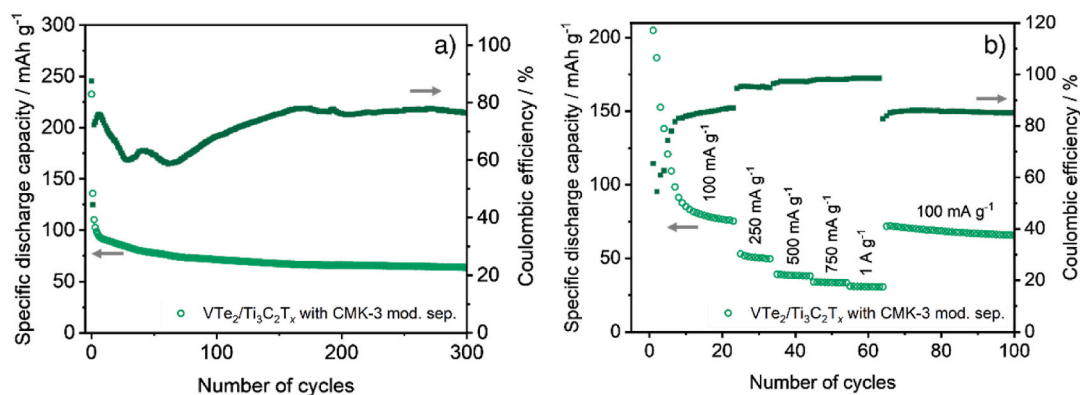 a)
Specific discharge capacity / mAh g⁻¹
300
250
200
150
100
50
0
Coulombic efficiency / %
100
80
60
40
20
0
VTe₂/Ti₃C₂Tₓ with CMK-3 mod. sep.
0
100
200
300
Number of cycles
b)
Specific discharge capacity / mAh g⁻¹
200
150
100
50
0
Coulombic efficiency / %
120
100
80
60
40
20
0
100 mA g⁻¹
250 mA g⁻¹
500 mA g⁻¹
750 mA g⁻¹
1 A g⁻¹
100 mA g⁻¹
VTe₂/Ti₃C₂Tₓ with CMK-3 mod. sep.
0
20
40
60
80
100
Number of cycles